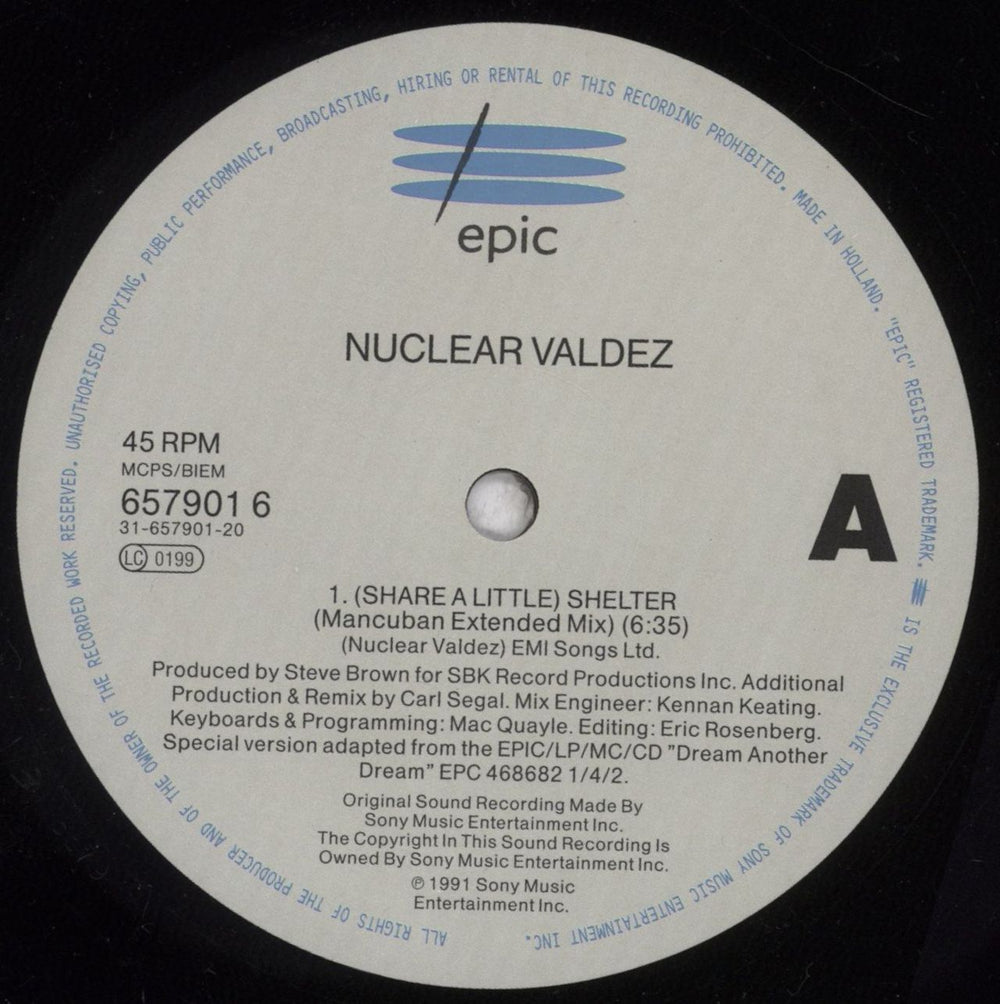 ALL RIGHTS OF THE PRODUCER AND OF THE OWNER OF THE RECORDED WORK RESERVED. UNAUTHORISED COPYING, PUBLIC PERFORMANCE, BROADCASTING, HIRING OR RENTAL OF THIS RECORDING PROHIBITED. MADE IN HOLLAND. "EPIC" REGISTERED TRADEMARK. IS THE EXCLUSIVE TRADEMARK OF SONY MUSIC ENTERTAINMENT INC.
epic
NUCLEAR VALDEZ
45 RPM
MCPS/BIEM
657901 6
31-657901-20
LC 0199
A
1. (SHARE A LITTLE) SHELTER
(Mancuban Extended Mix) (6:35)
(Nuclear Valdez) EMI Songs Ltd.
Produced by Steve Brown for SBK Record Productions Inc. Additional
Production & Remix by Carl Segal. Mix Engineer: Kennan Keating.
Keyboards & Programming: Mac Quayle. Editing: Eric Rosenberg.
Special version adapted from the EPIC/LP/MC/CD "Dream Another
Dream" EPC 468682 1/4/2.
Original Sound Recording Made By
Sony Music Entertainment Inc.
The Copyright In This Sound Recording Is
Owned By Sony Music Entertainment Inc.
℗ 1991 Sony Music
Entertainment Inc.